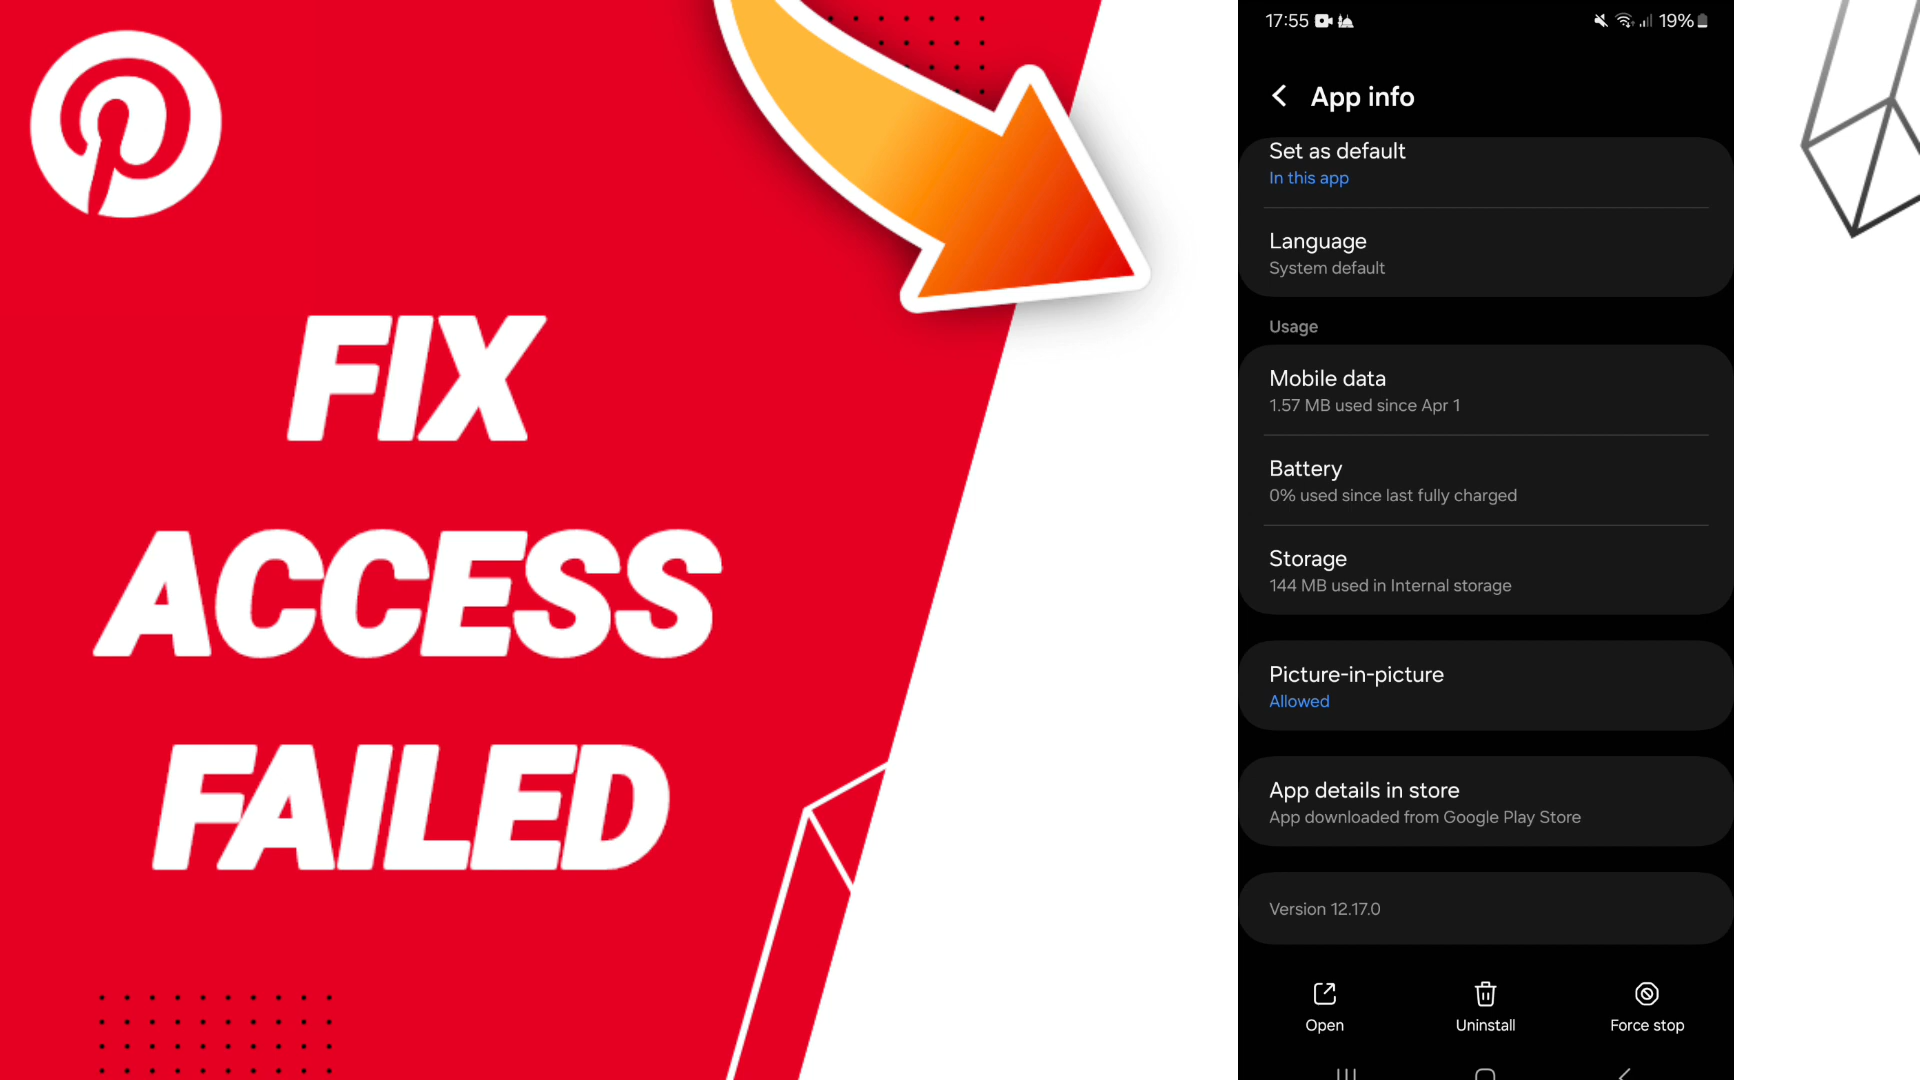 FIX
ACCESS
FAILED
17:55
19%
App info
Set as default
In this app
Language
System default
Usage
Mobile data
1.57 MB used since Apr 1
Battery
0% used since last fully charged
Storage
144 MB used in Internal storage
Picture-in-picture
Allowed
App details in store
App downloaded from Google Play Store
Version 12.17.0
Open
Uninstall
Force stop